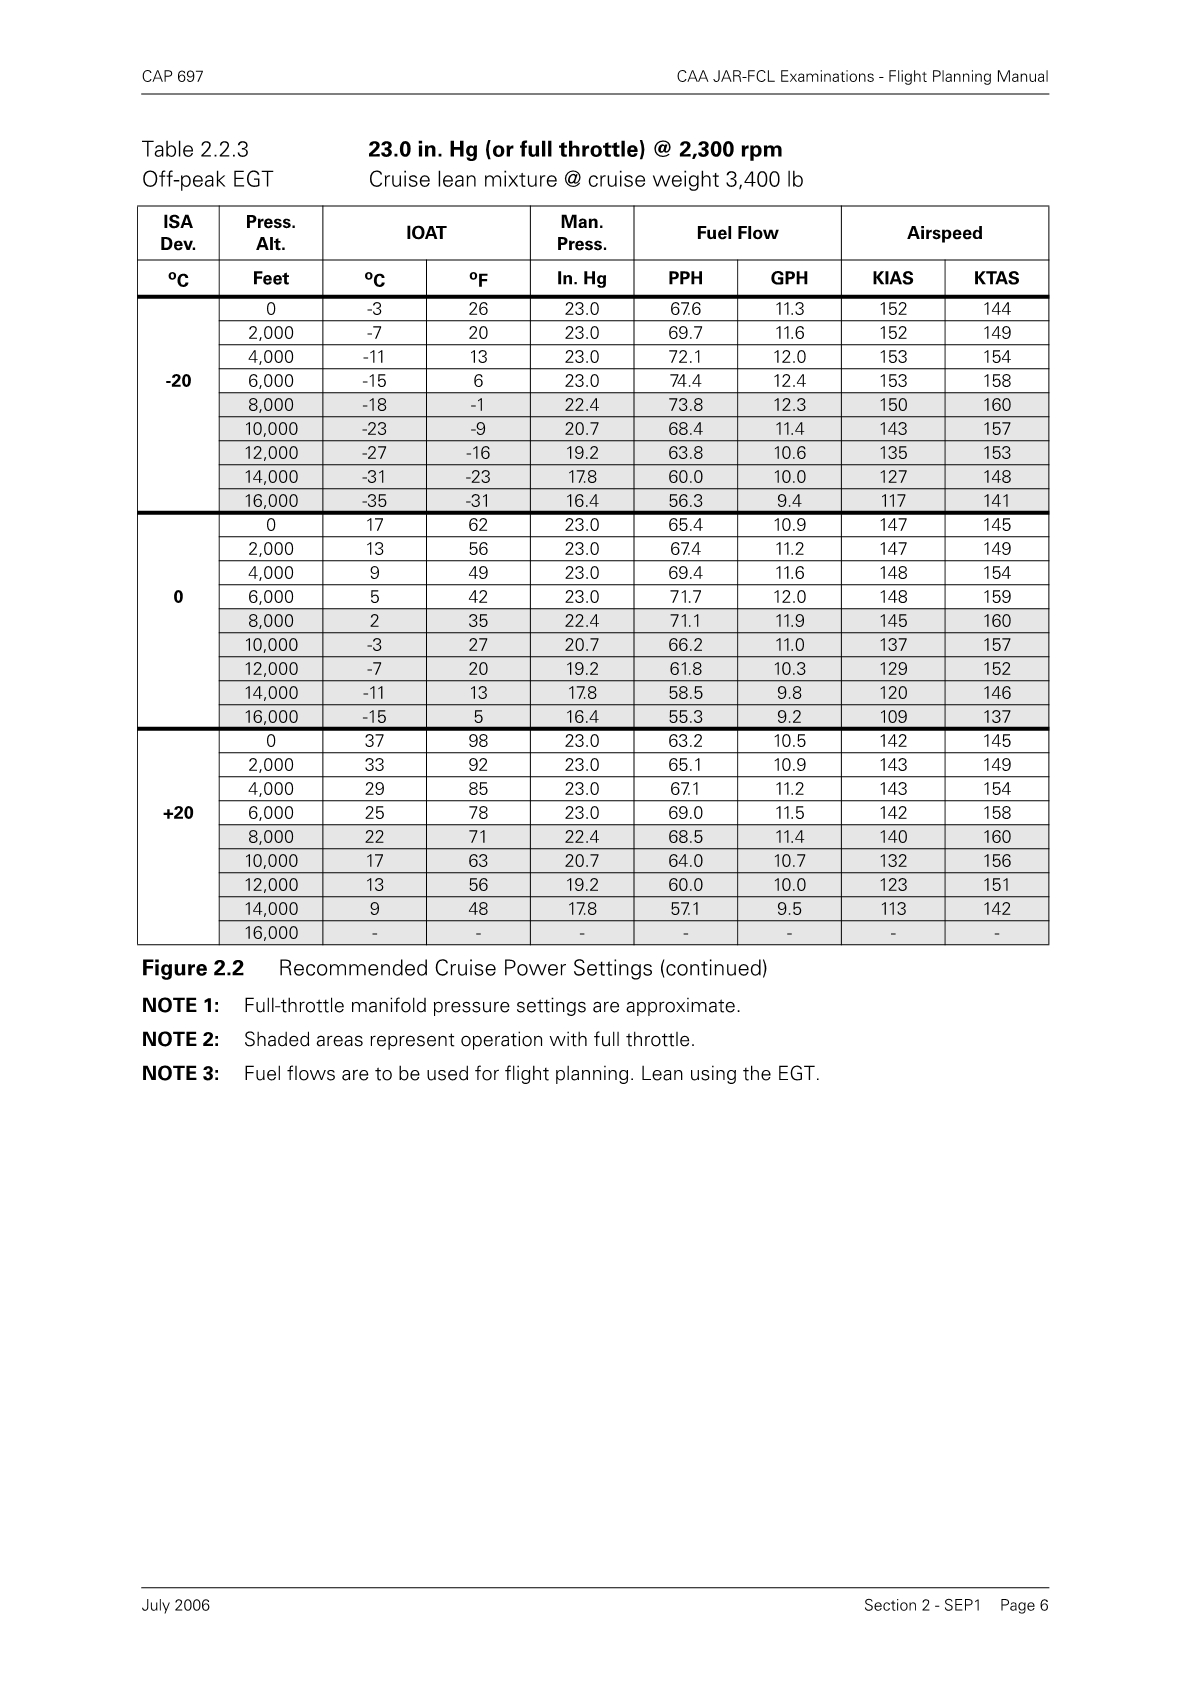 CAP 697 CAA JAR-FCL Examinations - Flight Planning Manual
Table 2.2.3 23.0 in. Hg (or full throttle) @ 2,300 rpm
Off-peak EGT Cruise lean mixture @ cruise weight 3,400 lb
ISA Dev. Press. Alt. IOAT Man. Press. Fuel Flow Airspeed
ºC Feet ºC ºF In. Hg PPH GPH KIAS KTAS
0 -3 26 23.0 67.6 11.3 152 144
2,000 -7 20 23.0 69.7 11.6 152 149
4,000 -11 13 23.0 72.1 12.0 153 154
-20 6,000 -15 6 23.0 74.4 12.4 153 158
8,000 -18 -1 22.4 73.8 12.3 150 160
10,000 -23 -9 20.7 68.4 11.4 143 157
12,000 -27 -16 19.2 63.8 10.6 135 153
14,000 -31 -23 17.8 60.0 10.0 127 148
16,000 -35 -31 16.4 56.3 9.4 117 141
0 17 62 23.0 65.4 10.9 147 145
2,000 13 56 23.0 67.4 11.2 147 149
4,000 9 49 23.0 69.4 11.6 148 154
0 6,000 5 42 23.0 71.7 12.0 148 159
8,000 2 35 22.4 71.1 11.9 145 160
10,000 -3 27 20.7 66.2 11.0 137 157
12,000 -7 20 19.2 61.8 10.3 129 152
14,000 -11 13 17.8 58.5 9.8 120 146
16,000 -15 5 16.4 55.3 9.2 109 137
0 37 98 23.0 63.2 10.5 142 145
2,000 33 92 23.0 65.1 10.9 143 149
4,000 29 85 23.0 67.1 11.2 143 154
+20 6,000 25 78 23.0 69.0 11.5 142 158
8,000 22 71 22.4 68.5 11.4 140 160
10,000 17 63 20.7 64.0 10.7 132 156
12,000 13 56 19.2 60.0 10.0 123 151
14,000 9 48 17.8 57.1 9.5 113 142
16,000 - - - - - - -
Figure 2.2 Recommended Cruise Power Settings (continued)
NOTE 1: Full-throttle manifold pressure settings are approximate.
NOTE 2: Shaded areas represent operation with full throttle.
NOTE 3: Fuel flows are to be used for flight planning. Lean using the EGT.
July 2006 Section 2 - SEP1 Page 6